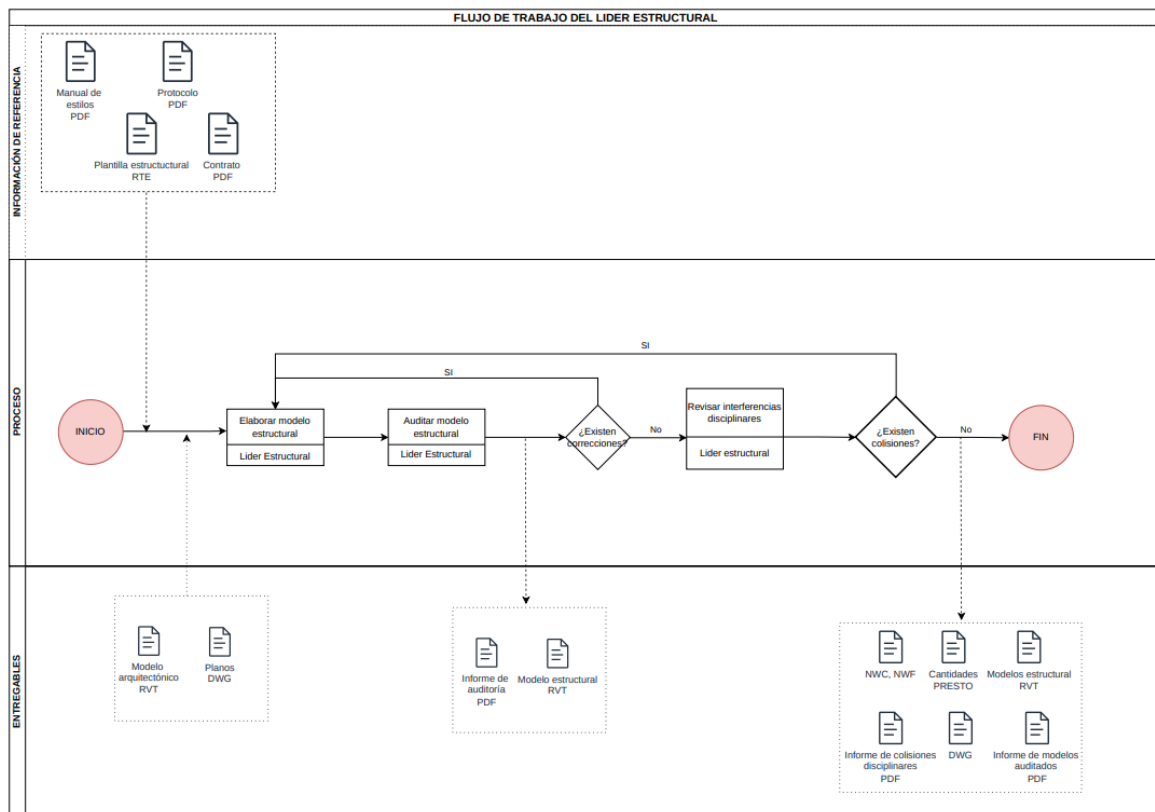 FLUJO DE TRABAJO DEL LIDER ESTRUCTURAL
INFORMACIÓN DE REFERENCIA
Manual de
estilos
PDF
Protocolo
PDF
Plantilla estructuctural
RTE
Contrato
PDF
PROCESO
INICIO
Elaborar modelo
estructural
Lider Estructural
Auditar modelo
estructural
Lider Estructural
¿Existen
correcciones?
SI
No
Revisar interferencias
disciplinares
Lider estructural
¿Existen
colisiones?
SI
No
FIN
ENTREGABLES
Modelo
arquitectónico
RVT
Planos
DWG
Informe de
auditoría
PDF
Modelo estructural
RVT
NWC, NWF
Cantidades
PRESTO
Modelos estructural
RVT
Informe de colisiones
disciplinares
PDF
DWG
Informe de modelos
auditados
PDF